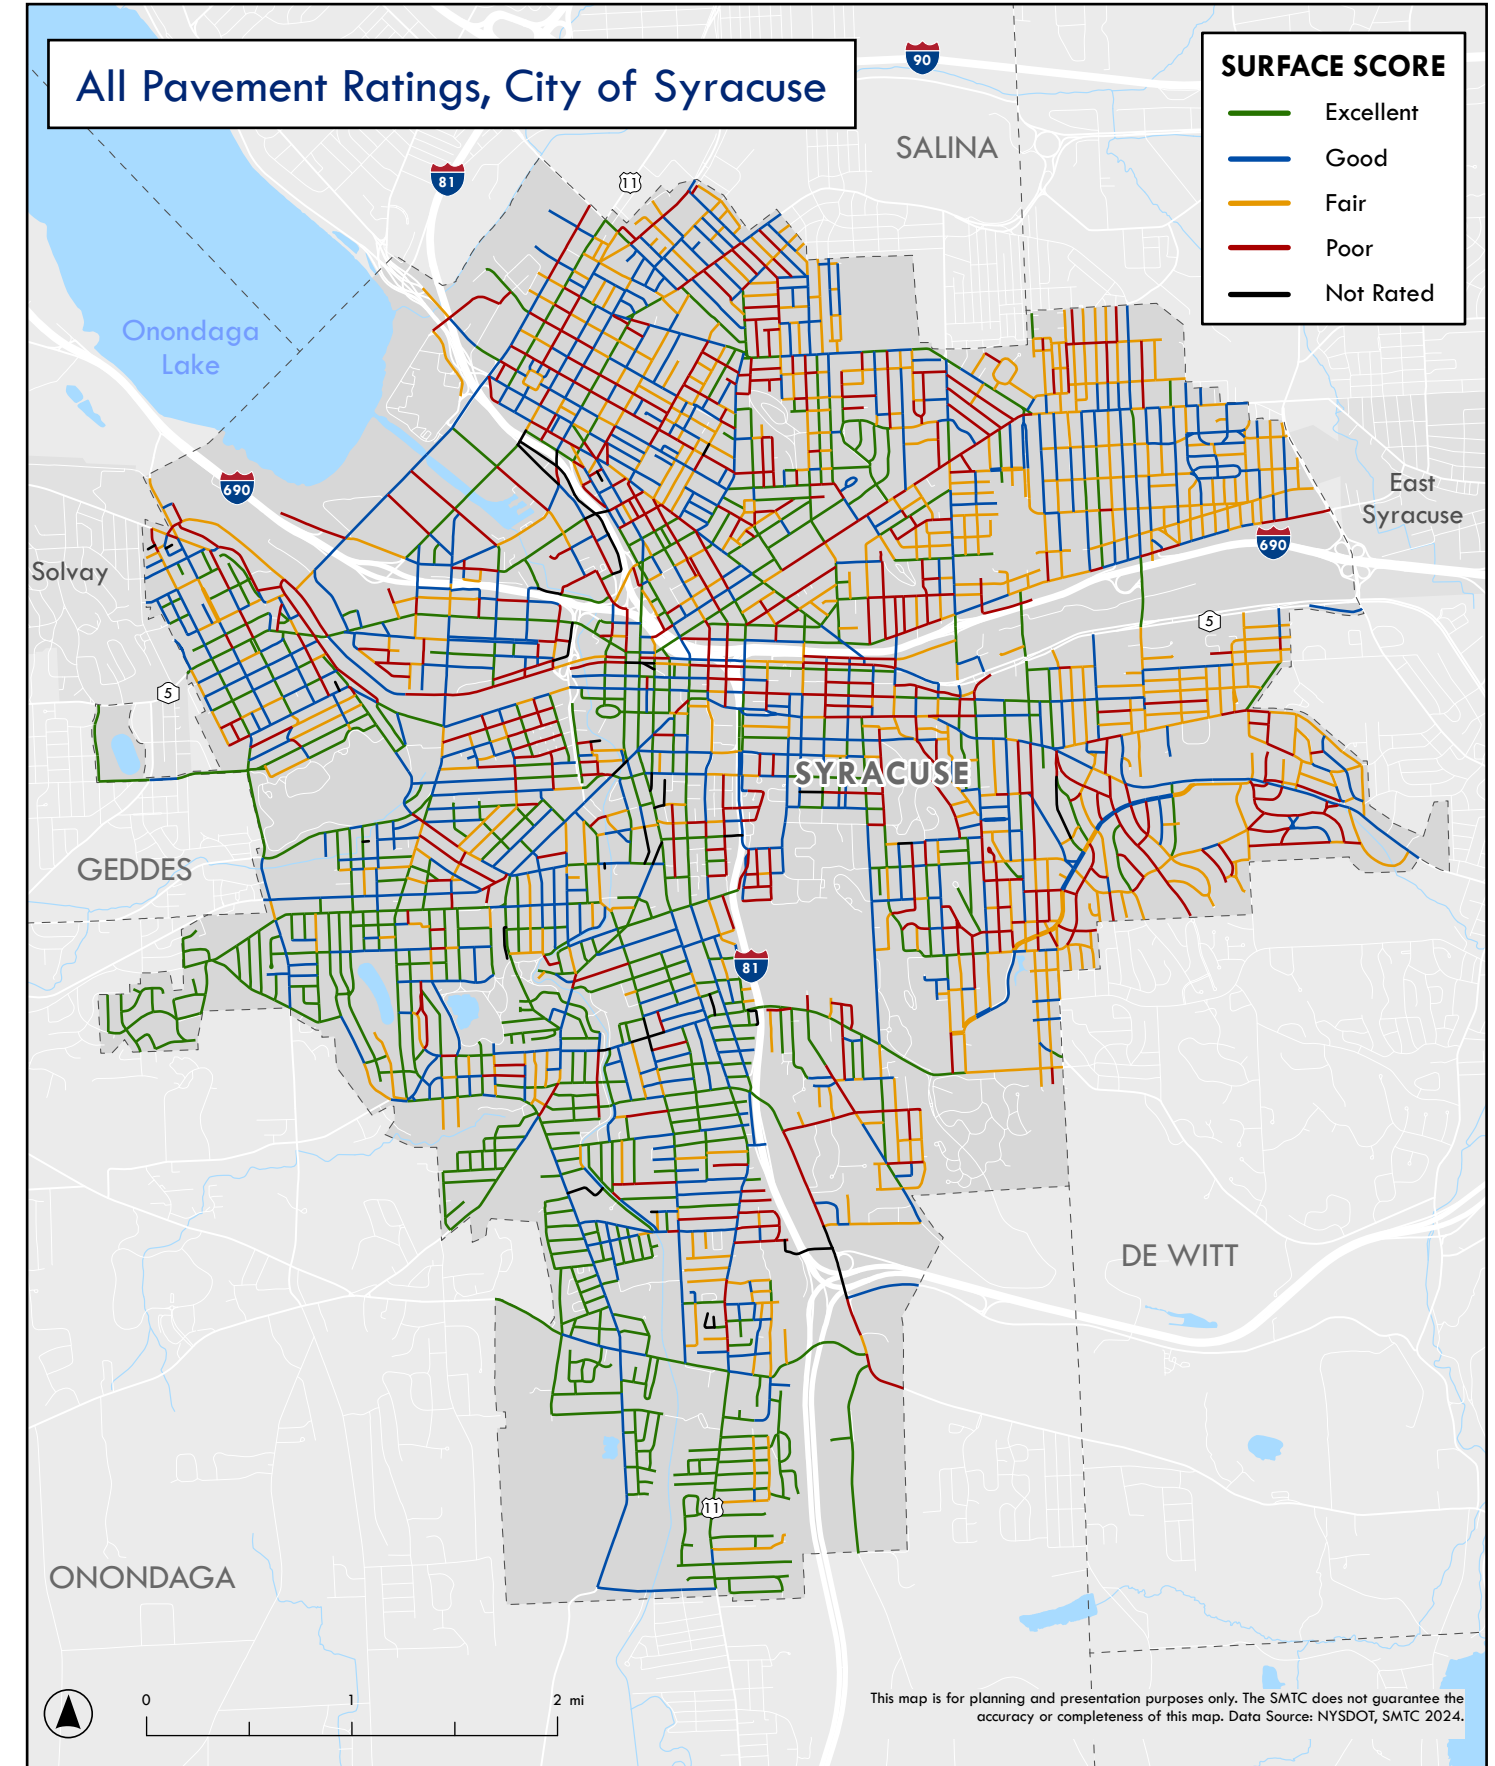 All Pavement Ratings, City of Syracuse
SURFACE SCORE
Excellent
Good
Fair
Poor
Not Rated
90
SALINA
81
11
Onondaga
Lake
690
East
Syracuse
690
Solvay
5
5
SYRACUSE
GEDDES
81
DE WITT
11
ONONDAGA
0 1 2 mi
This map is for planning and presentation purposes only. The SMTC does not guarantee the
accuracy or completeness of this map. Data Source: NYSDOT, SMTC 2024.